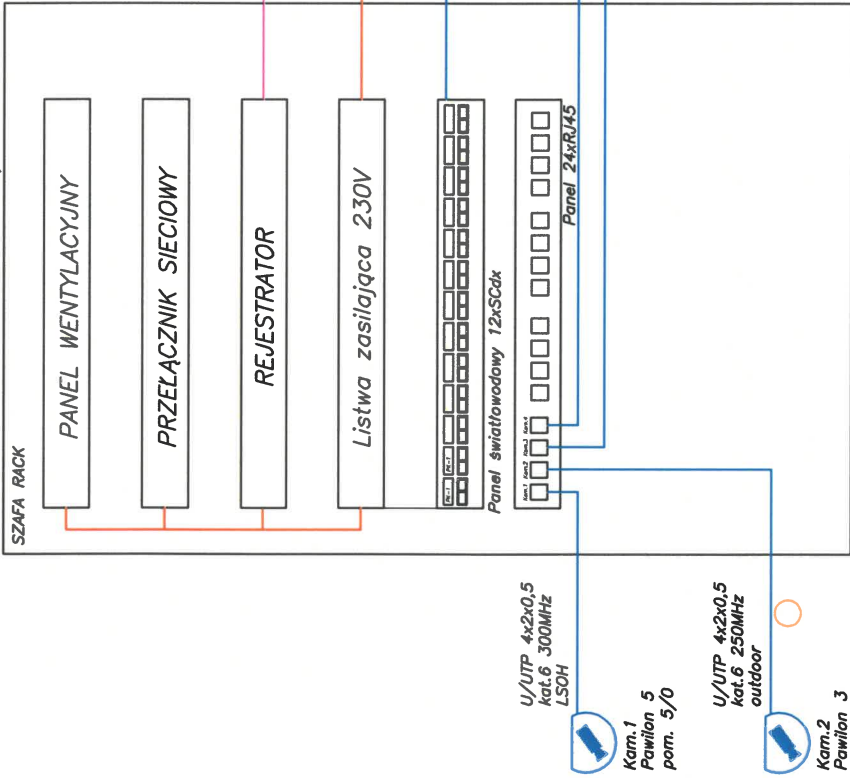 SZAFA RACK
PANEL WENTYLACYJNY
PRZEŁĄCZNIK SIECIOWY
REJESTRATOR
Listwa zasilająca 230V
Panel światłowodowy 12xSCdx
Kam.1 Kam.2 Kam.3 Kam.4
Panel 24xRJ45
U/UTP 4x2x0,5
kat.6 300MHz
LSOH
Kam.1
Pawilon 5
pom. 5/0
U/UTP 4x2x0,5
kat.6 250MHz
outdoor
Kam.2
Pawilon 3